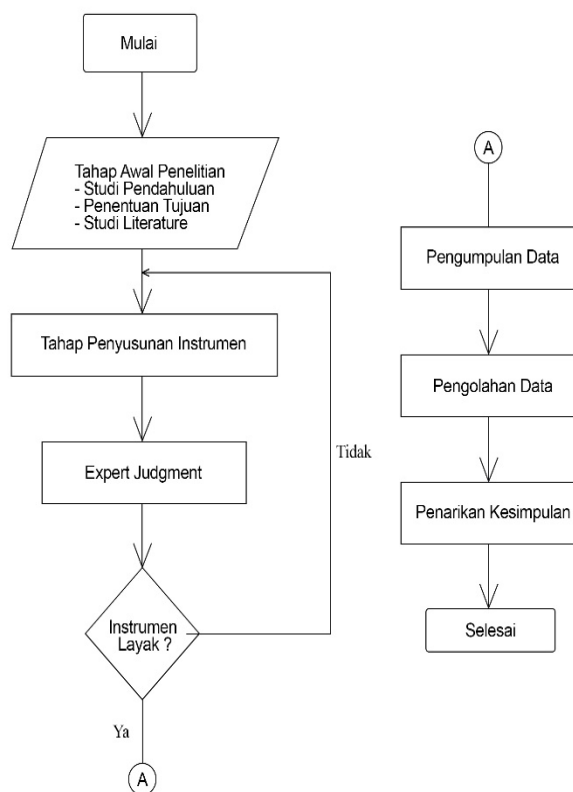 Mulai
Tahap Awal Penelitian
- Studi Pendahuluan
- Penentuan Tujuan
- Studi Literature
Tahap Penyusunan Instrumen
Expert Judgment
Instrumen
Layak ?
Tidak
Ya
A
A
Pengumpulan Data
Pengolahan Data
Penarikan Kesimpulan
Selesai